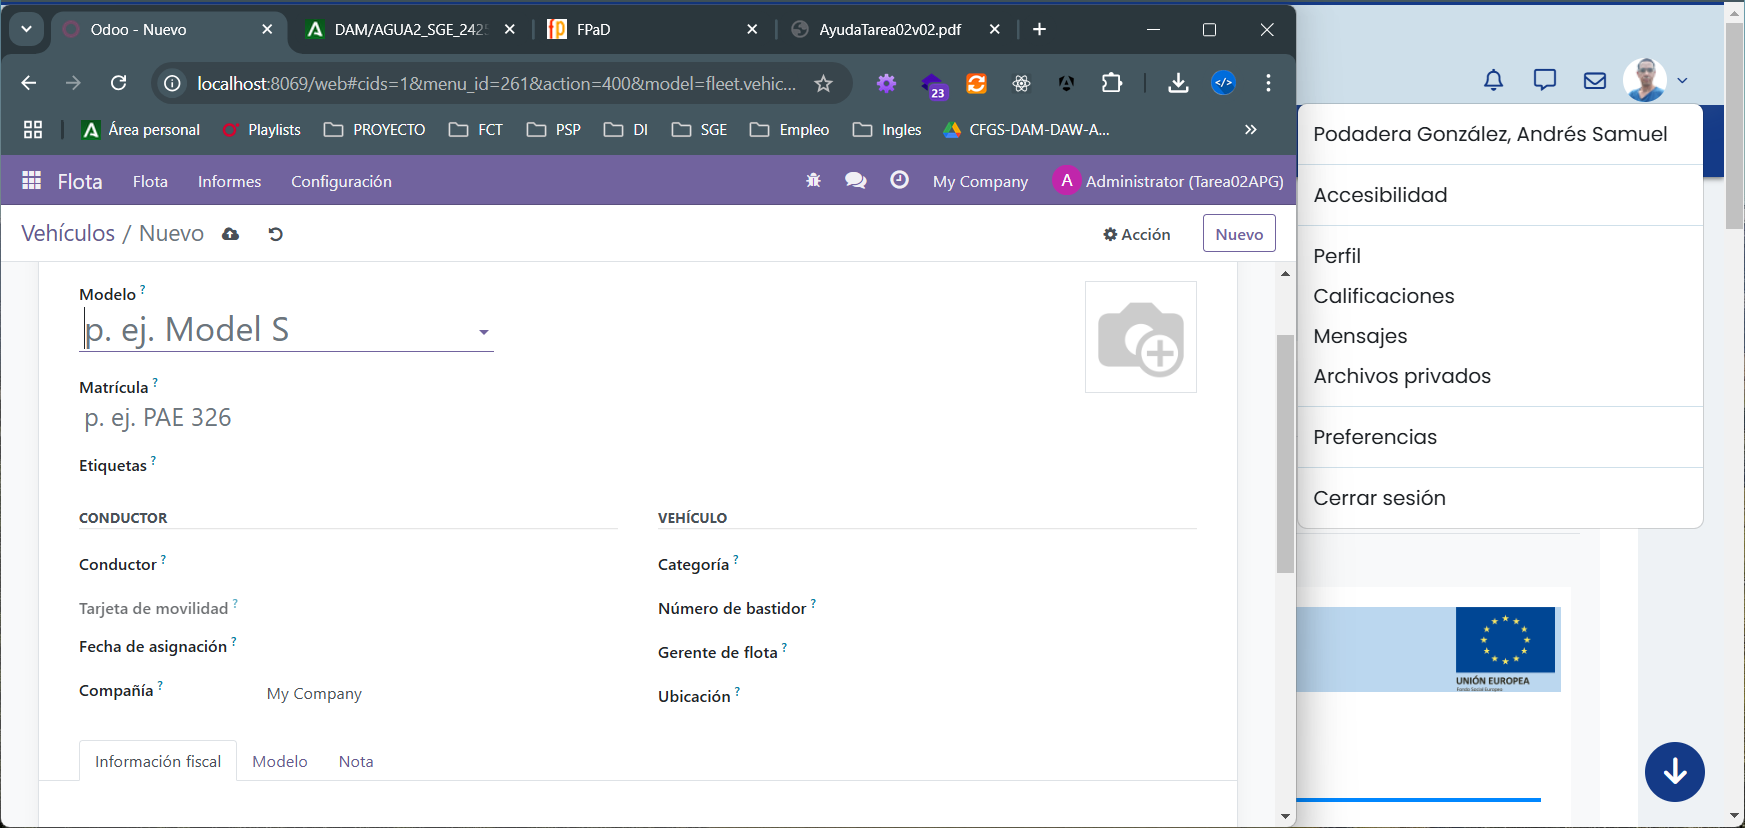 Odoo - Nuevo
DAM/AGUA2_SGE_242
FPaD
AyudaTarea02v02.pdf
localhost:8069/web#cids=1&menu_id=261&action=400&model=fleet.vehic...
23
Área personal
Playlists
PROYECTO
FCT
PSP
DI
SGE
Empleo
Ingles
CFGS-DAM-DAW-A...
Flota
Flota
Informes
Configuración
My Company
A
Administrator (Tarea02APG)
Vehículos / Nuevo
Acción
Nuevo
Modelo ?
p. ej. Model S
Matrícula ?
p. ej. PAE 326
Etiquetas ?
CONDUCTOR
Conductor ?
Tarjeta de movilidad ?
Fecha de asignación ?
Compañía ?
My Company
VEHÍCULO
Categoría ?
Número de bastidor ?
Gerente de flota ?
Ubicación ?
Información fiscal
Modelo
Nota
Podadera González, Andrés Samuel
Accesibilidad
Perfil
Calificaciones
Mensajes
Archivos privados
Preferencias
Cerrar sesión
UNIÓN EUROPEA
Fondo Social Europeo